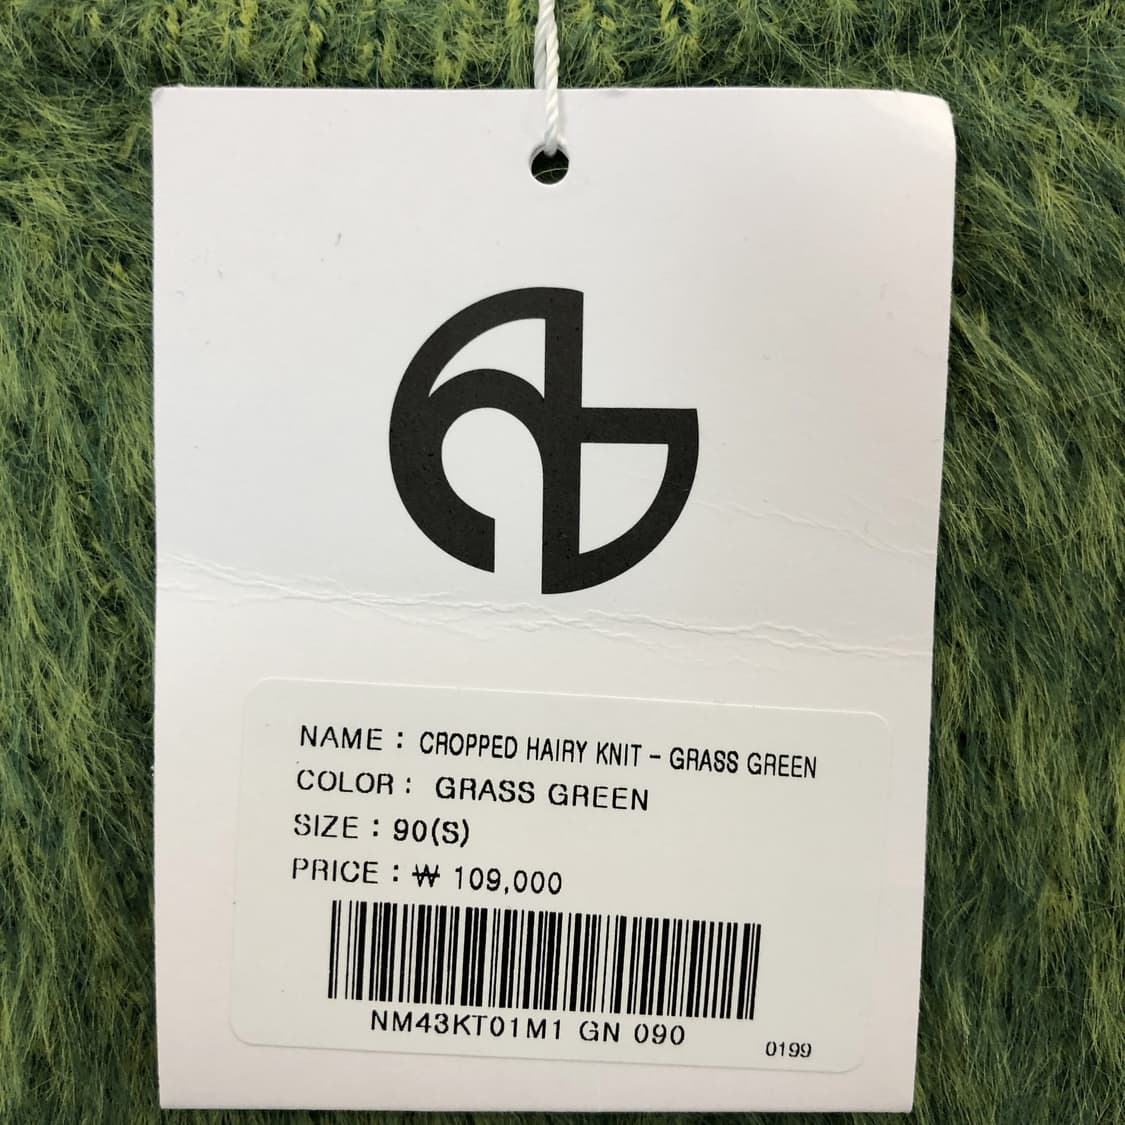 NAME : CROPPED HAIRY KNIT - GRASS GREEN
COLOR : GRASS GREEN
SIZE : 90(S)
PRICE : ₩ 109,000
NM43KT01M1 GN 090
0199